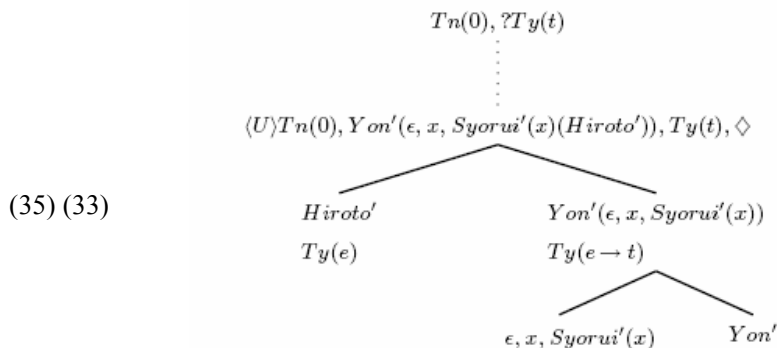 Tn(0), ?Ty(t)
⟨U⟩Tn(0), Yon′(ϵ, x, Syorui′(x)(Hiroto′)), Ty(t), ♢
(35) (33)
Hiroto′ Yon′(ϵ, x, Syorui′(x))
Ty(e) Ty(e → t)
ϵ, x, Syorui′(x) Yon′